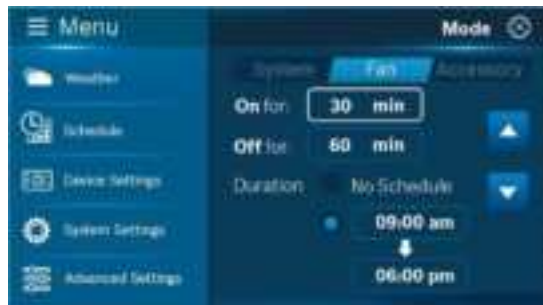 Menu
Mode
Weather
Schedule
Device Settings
System Settings
Advanced Settings
System Fan Accessory
On for: 30 min
Off for: 60 min
Duration: No Schedule
09:00 am
06:00 pm